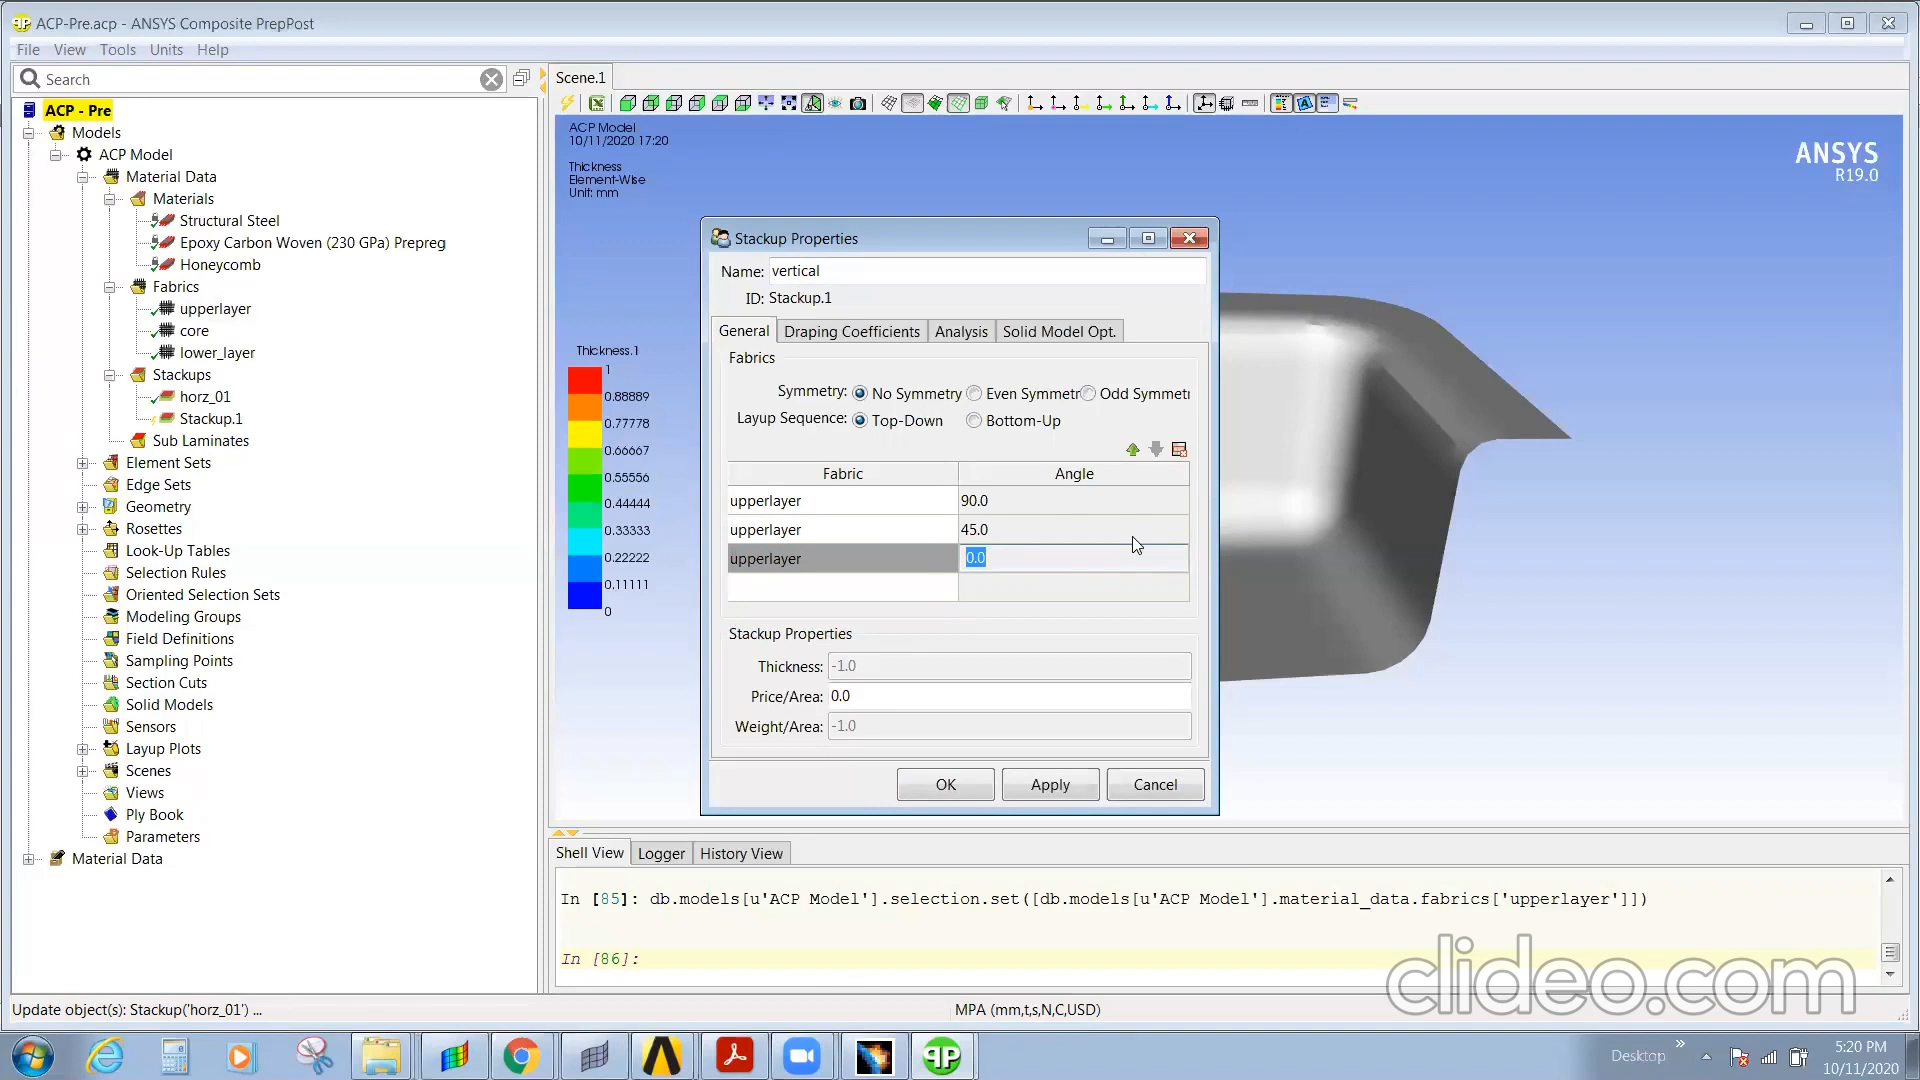 ACP-Pre.acp - ANSYS Composite PrepPost
File View Tools Units Help
Search
ACP - Pre
Models
ACP Model
Material Data
Materials
Structural Steel
Epoxy Carbon Woven (230 GPa) Prepreg
Honeycomb
Fabrics
upperlayer
core
lower_layer
Stackups
horz_01
Stackup.1
Sub Laminates
Element Sets
Edge Sets
Geometry
Rosettes
Look-Up Tables
Selection Rules
Oriented Selection Sets
Modeling Groups
Field Definitions
Sampling Points
Section Cuts
Solid Models
Sensors
Layup Plots
Scenes
Views
Ply Book
Parameters
Material Data
Scene.1
ACP Model
10/11/2020 17:20
Thickness
Element-Wise
Unit: mm
ANSYS
R19.0
Thickness.1
1
0.88889
0.77778
0.66667
0.55556
0.44444
0.33333
0.22222
0.11111
0
Stackup Properties
Name: vertical
ID: Stackup.1
General Draping Coefficients Analysis Solid Model Opt.
Fabrics
Symmetry: No Symmetry Even Symmetr Odd Symmetr
Layup Sequence: Top-Down Bottom-Up
Fabric Angle
upperlayer 90.0
upperlayer 45.0
upperlayer 0.0
Stackup Properties
Thickness: -1.0
Price/Area: 0.0
Weight/Area: -1.0
OK Apply Cancel
Shell View Logger History View
In [85]: db.models[u'ACP Model'].selection.set([db.models[u'ACP Model'].material_data.fabrics['upperlayer']])
In [86]:
clideo.com
Update object(s): Stackup('horz_01') ...
MPA (mm,t,s,N,C,USD)
Desktop »
5:20 PM
10/11/2020